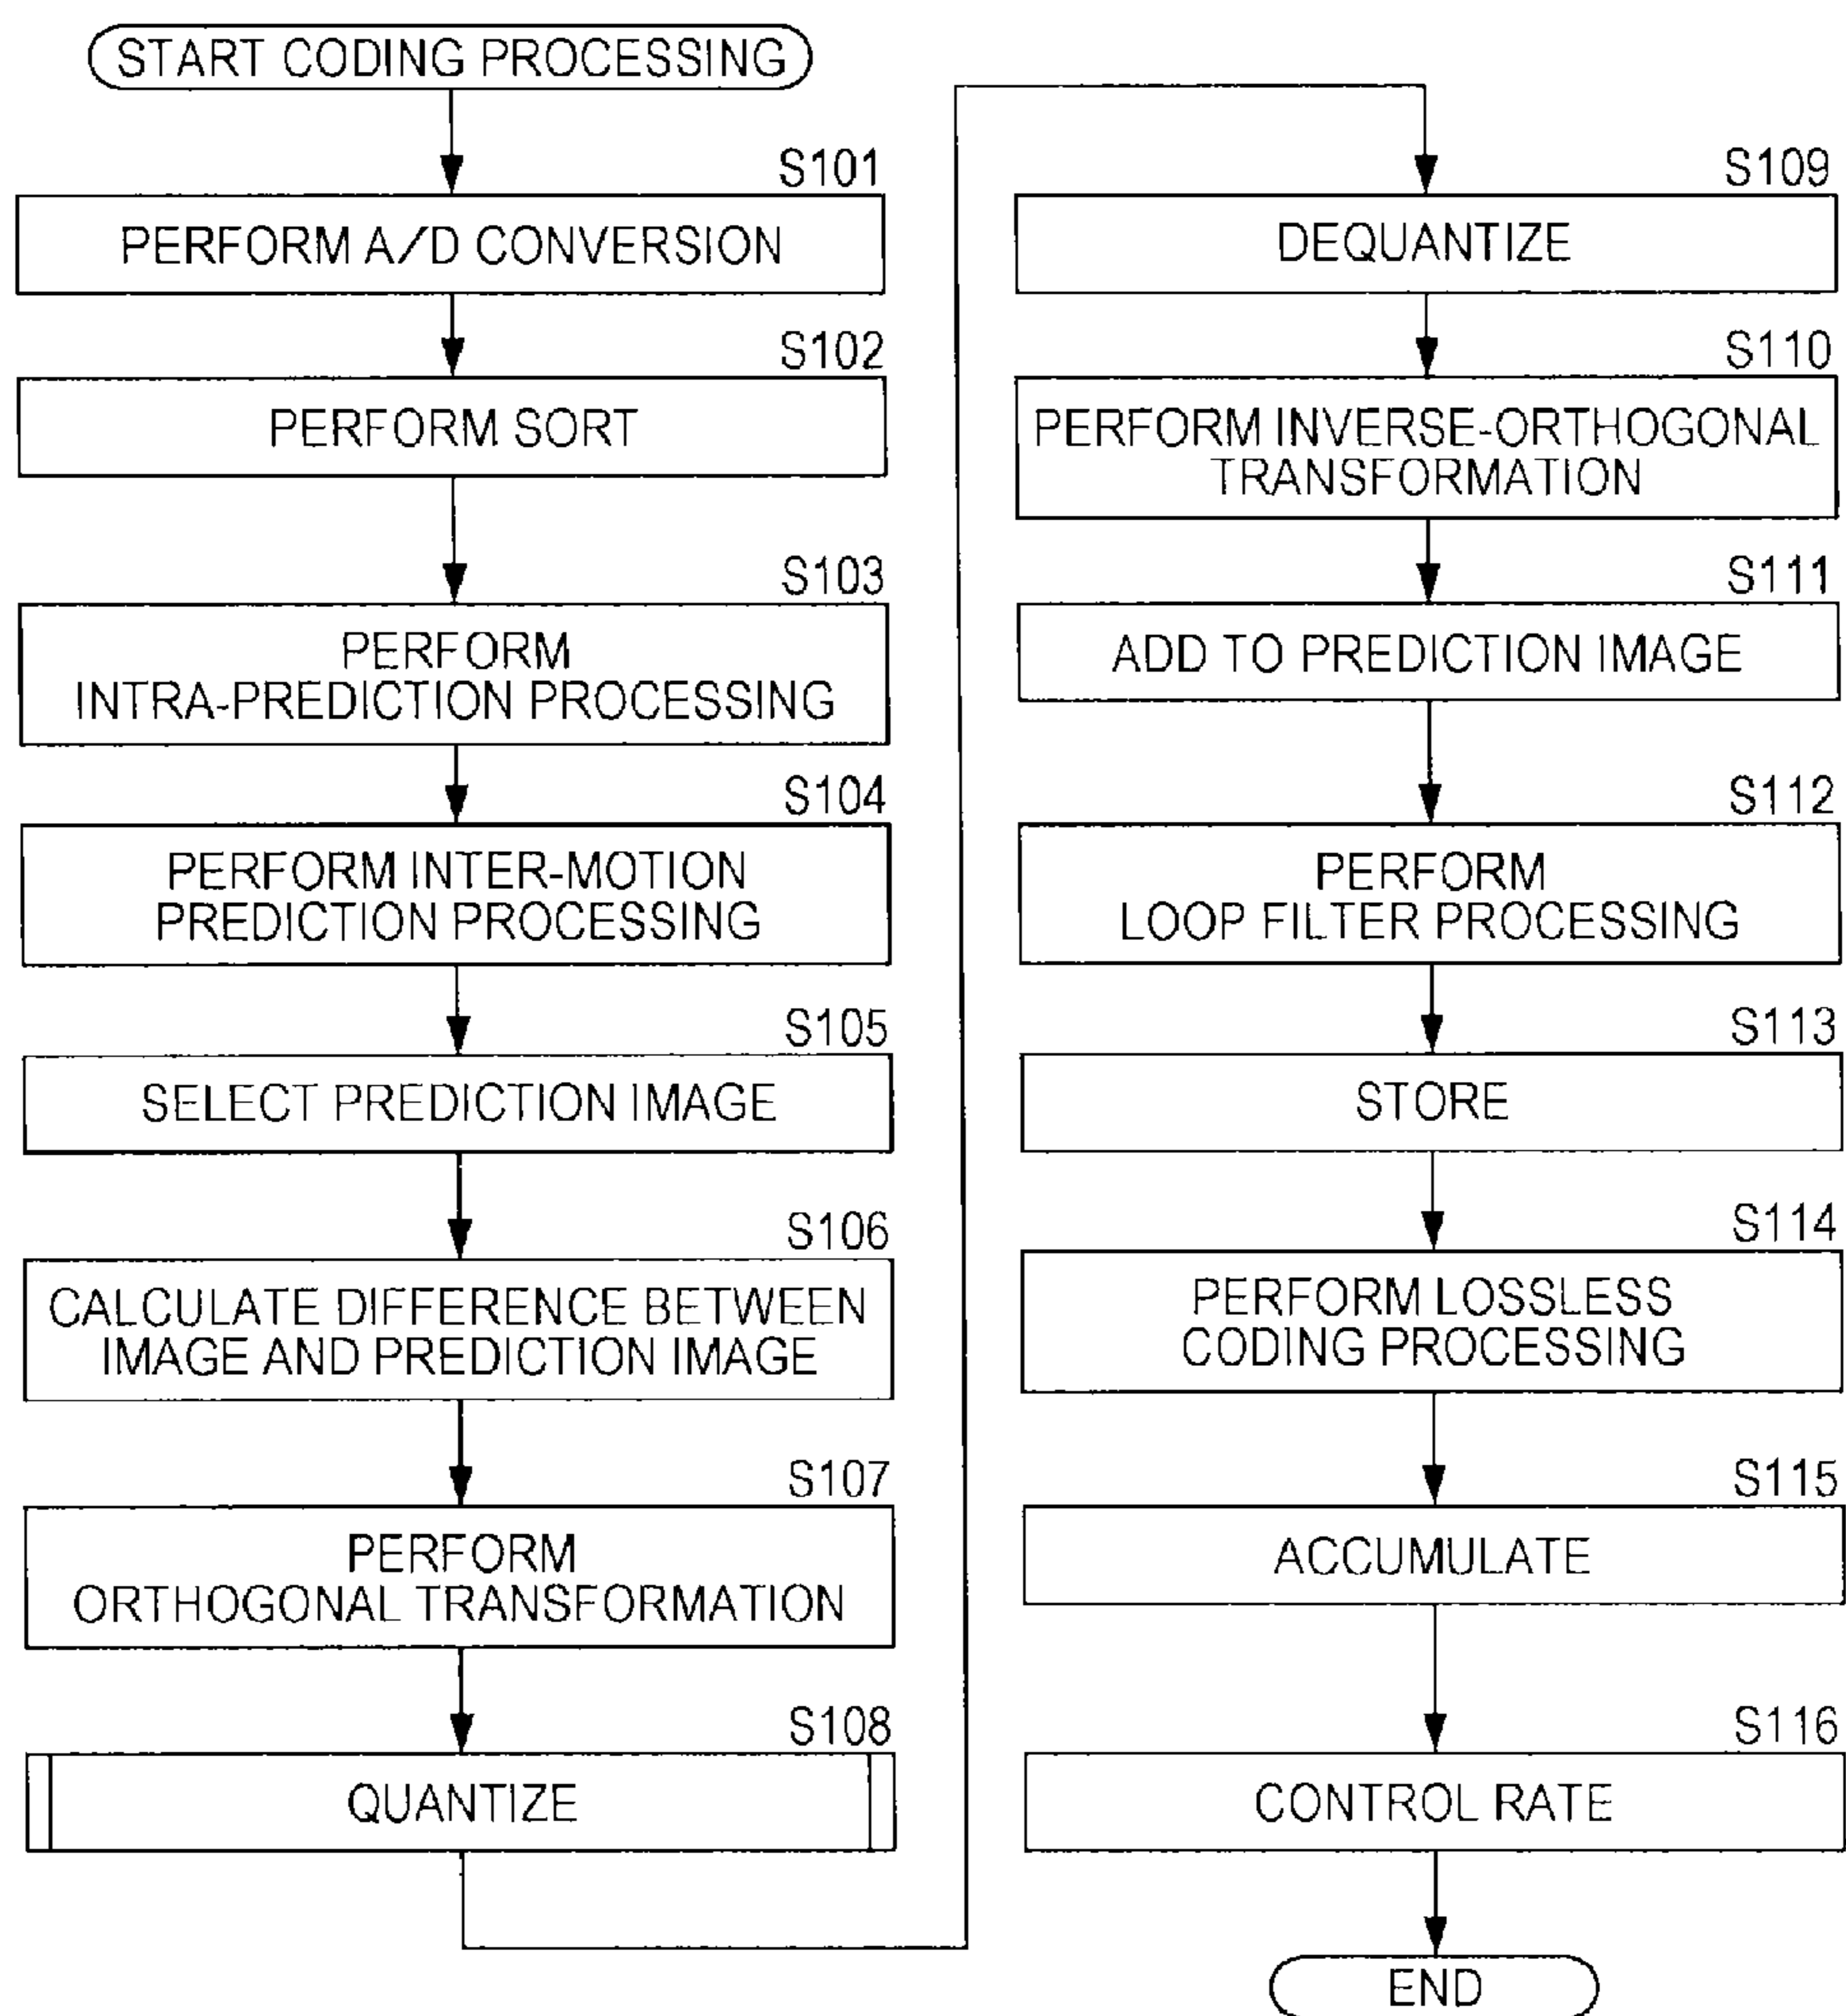 START CODING PROCESSING
S101
PERFORM A/D CONVERSION
S102
PERFORM SORT
S103
PERFORM
INTRA-PREDICTION PROCESSING
S104
PERFORM INTER-MOTION
PREDICTION PROCESSING
S105
SELECT PREDICTION IMAGE
S106
CALCULATE DIFFERENCE BETWEEN
IMAGE AND PREDICTION IMAGE
S107
PERFORM
ORTHOGONAL TRANSFORMATION
S108
QUANTIZE
S109
DEQUANTIZE
S110
PERFORM INVERSE-ORTHOGONAL
TRANSFORMATION
S111
ADD TO PREDICTION IMAGE
S112
PERFORM
LOOP FILTER PROCESSING
S113
STORE
S114
PERFORM LOSSLESS
CODING PROCESSING
S115
ACCUMULATE
S116
CONTROL RATE
END